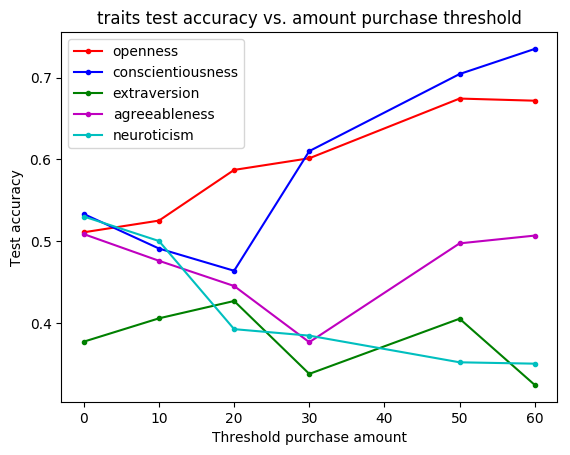 traits test accuracy vs. amount purchase threshold
openness
conscientiousness
extraversion
agreeableness
neuroticism
0.7
0.6
0.5
0.4
Test accuracy
0 10 20 30 40 50 60
Threshold purchase amount